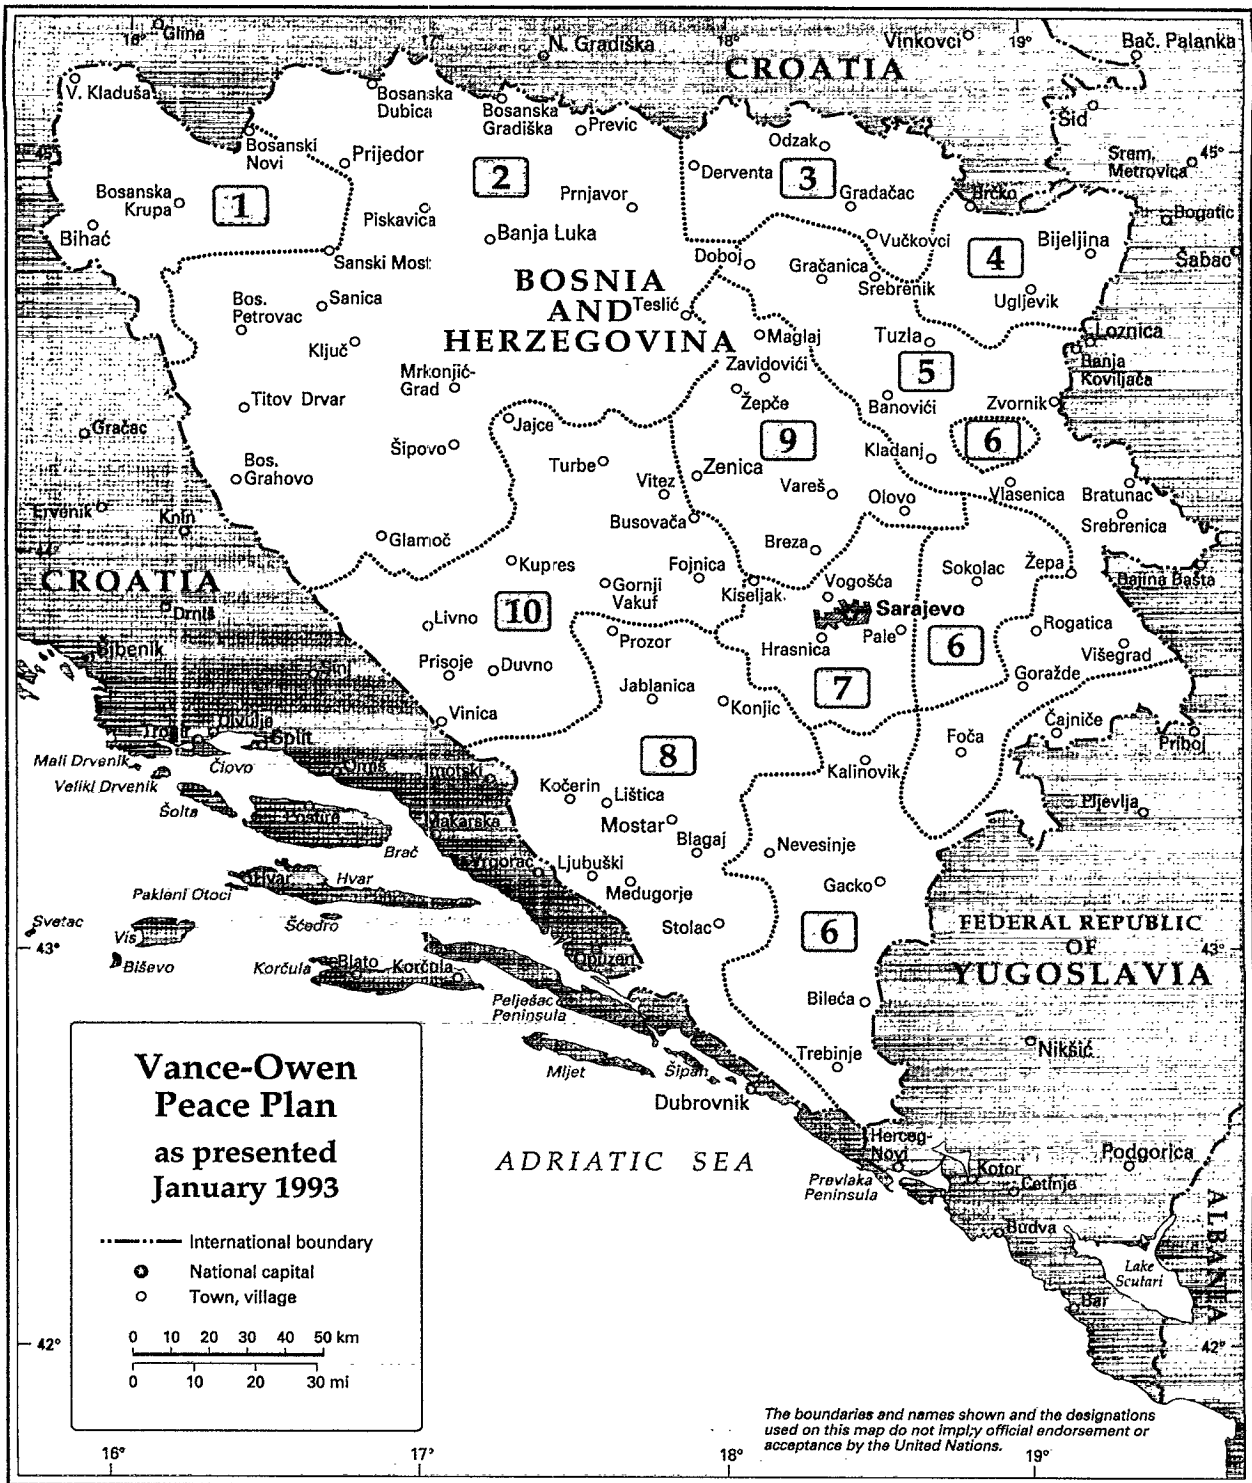 16°
Glina
17°
N. Gradiška
18°
Vinkovci
19°
Bač. Palanka
CROATIA
V. Kladuša
Bosanska
Dubica
Bosanska
Gradiška
Previc
Šid
45°
Bosanski
Novi
Prijedor
Odzak
Derventa
Srem.
Metrovica
45°
Bosanska
Krupa
1
2
3
Piskavica
Prnjavor
Gradačac
Brčko
Bogatic
Bihać
Banja Luka
Vučkovci
Bijeljina
4
Sanski Most
Doboj
Gračanica
Srebrenik
Šabac
BOSNIA
AND
HERZEGOVINA
Teslić
Ugljevik
Bos.
Petrovac
Sanica
Ključ
Maglaj
Tuzla
Loznica
Banja
Koviljača
Mrkonjić-
Grad
Zavidovići
Žepče
5
Banovići
Zvornik
Titov Drvar
Jajce
Gračac
Šipovo
Turbe
9
6
Kladanj
Bos.
Grahovo
Vitez
Zenica
Vareš
Olovo
Vlasenica
Bratunac
Srebrenica
Ervenik
Knin
Busovača
44°
Glamoč
Breza
CROATIA
Kupres
Fojnica
Gornji
Vakuf
Kiseljak
Vogošća
Sokolac
Žepa
Bajina Bašta
Drniš
10
Livno
Sarajevo
Prozor
Hrasnica
Pale
6
Rogatica
Višegrad
Šibenik
Sinj
Prisoje
Duvno
Jablanica
Konjic
7
Goražde
Vinica
Čajniče
Foča
Priboj
Trogir
Divulje
Split
Mali Drvenik
Čiovo
Veliki Drvenik
Omiš
Imotski
8
Kalinovik
Šolta
Postire
Kočerin
Lištica
Mostar
Pljevlja
Makarska
Brač
Blagaj
Nevesinje
Vrgorac
Ljubuški
Hvar
Hvar
Pakleni Otoci
Međugorje
Gacko
Svetac
Šćedro
Stolac
6
FEDERAL REPUBLIC
OF
YUGOSLAVIA
43°
Vis
Biševo
Korčula
Blato
Korčula
Opuzen
43°
Pelješac
Peninsula
Bileća
Mljet
Šipan
Trebinje
Nikšić
Dubrovnik
Vance-Owen
Peace Plan
as presented
January 1993
ADRIATIC SEA
Herceg-
Novi
Prevlaka
Peninsula
Kotor
Cetinje
Podgorica
ALBANIA
Budva
Lake
Scutari
Bar
International boundary
National capital
Town, village
0 10 20 30 40 50 km
0 10 20 30 mi
42°
42°
The boundaries and names shown and the designations
used on this map do not imply official endorsement or
acceptance by the United Nations.
16°
17°
18°
19°